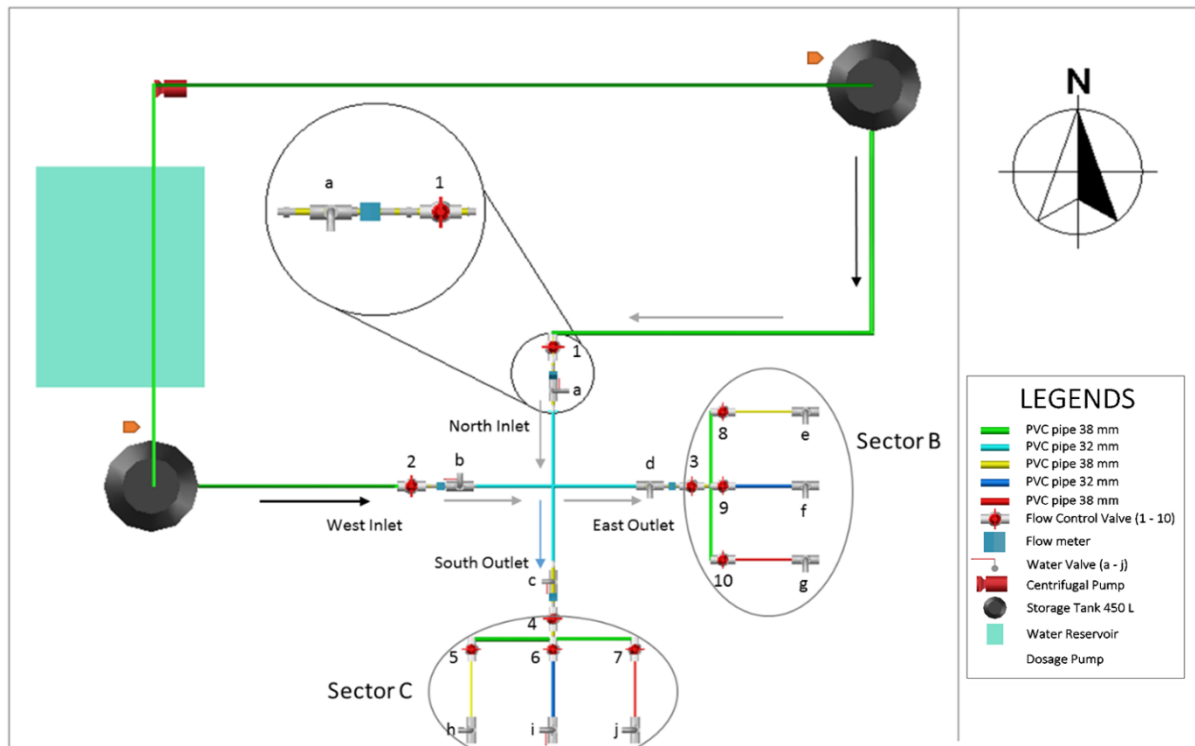 N
a
1
1
a
North Inlet
8
e
Sector B
2
b
d
3
9
f
West Inlet
East Outlet
South Outlet
c
10
g
4
5
6
7
Sector C
h
i
j
LEGENDS
PVC pipe 38 mm
PVC pipe 32 mm
PVC pipe 38 mm
PVC pipe 32 mm
PVC pipe 38 mm
Flow Control Valve (1 - 10)
Flow meter
Water Valve (a - j)
Centrifugal Pump
Storage Tank 450 L
Water Reservoir
Dosage Pump